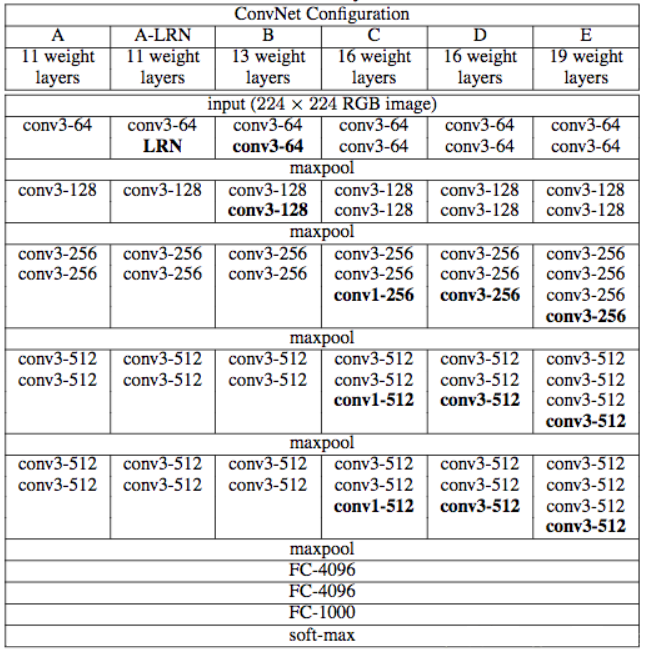 ConvNet Configuration
A A-LRN B C D E
11 weight 11 weight 13 weight 16 weight 16 weight 19 weight
layers layers layers layers layers layers
input (224 × 224 RGB image)
conv3-64 conv3-64 conv3-64 conv3-64 conv3-64 conv3-64
LRN conv3-64 conv3-64 conv3-64 conv3-64
maxpool
conv3-128 conv3-128 conv3-128 conv3-128 conv3-128 conv3-128
conv3-128 conv3-128 conv3-128 conv3-128
maxpool
conv3-256 conv3-256 conv3-256 conv3-256 conv3-256 conv3-256
conv3-256 conv3-256 conv3-256 conv3-256 conv3-256 conv3-256
conv1-256 conv3-256 conv3-256
conv3-256
maxpool
conv3-512 conv3-512 conv3-512 conv3-512 conv3-512 conv3-512
conv3-512 conv3-512 conv3-512 conv3-512 conv3-512 conv3-512
conv1-512 conv3-512 conv3-512
conv3-512
maxpool
conv3-512 conv3-512 conv3-512 conv3-512 conv3-512 conv3-512
conv3-512 conv3-512 conv3-512 conv3-512 conv3-512 conv3-512
conv1-512 conv3-512 conv3-512
conv3-512
maxpool
FC-4096
FC-4096
FC-1000
soft-max